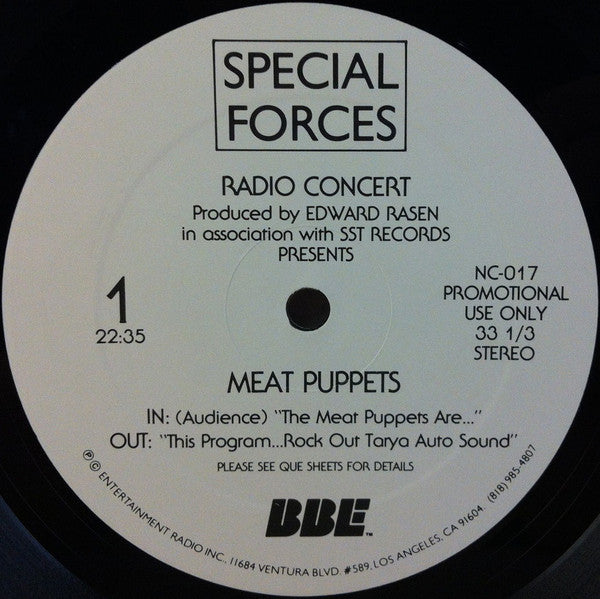 SPECIAL
FORCES
RADIO CONCERT
Produced by EDWARD RASEN
in association with SST RECORDS
PRESENTS
1
22:35
NC-017
PROMOTIONAL
USE ONLY
33 1/3
STEREO
MEAT PUPPETS
IN: (Audience) "The Meat Puppets Are..."
OUT: "This Program...Rock Out Tarya Auto Sound"
PLEASE SEE QUE SHEETS FOR DETAILS
BBE™
℗ © ENTERTAINMENT RADIO INC., 11684 VENTURA BLVD. #589, LOS ANGELES, CA 91604 (818) 985-4807